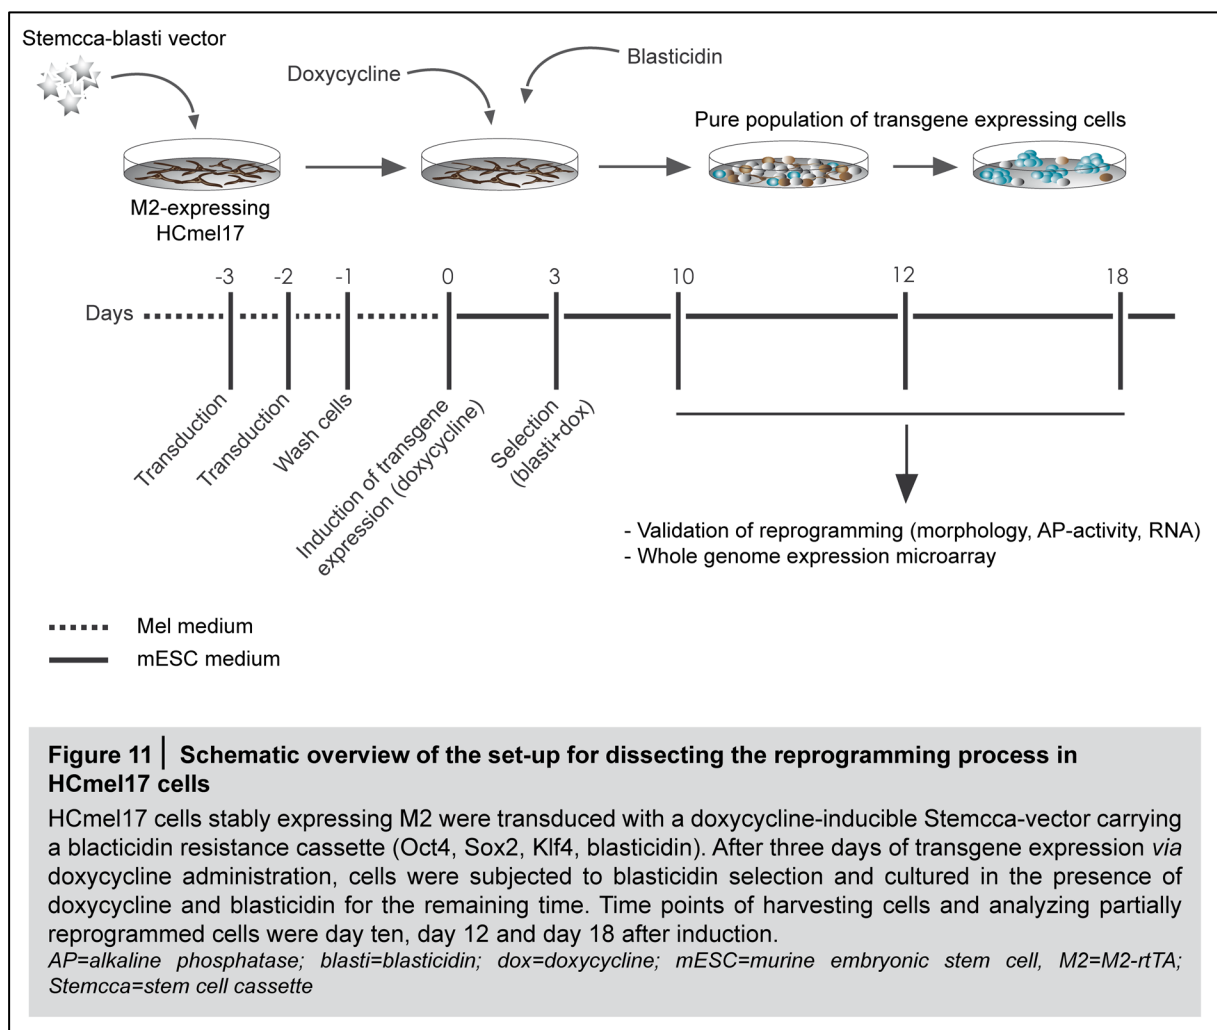 Stemcca-blasti vector
Doxycycline
Blasticidin
Pure population of transgene expressing cells
M2-expressing
HCmel17
-3
-2
-1
0
3
10
12
18
Days
Transduction
Transduction
Wash cells
Induction of transgene
expression (doxycycline)
Selection
(blasti+dox)
- Validation of reprogramming (morphology, AP-activity, RNA)
- Whole genome expression microarray
Mel medium
mESC medium
Figure 11 | Schematic overview of the set-up for dissecting the reprogramming process in
HCmel17 cells
HCmel17 cells stably expressing M2 were transduced with a doxycycline-inducible Stemcca-vector carrying
a blacticidin resistance cassette (Oct4, Sox2, Klf4, blasticidin). After three days of transgene expression via
doxycycline administration, cells were subjected to blasticidin selection and cultured in the presence of
doxycycline and blasticidin for the remaining time. Time points of harvesting cells and analyzing partially
reprogrammed cells were day ten, day 12 and day 18 after induction.
AP=alkaline phosphatase; blasti=blasticidin; dox=doxycycline; mESC=murine embryonic stem cell, M2=M2-rtTA;
Stemcca=stem cell cassette